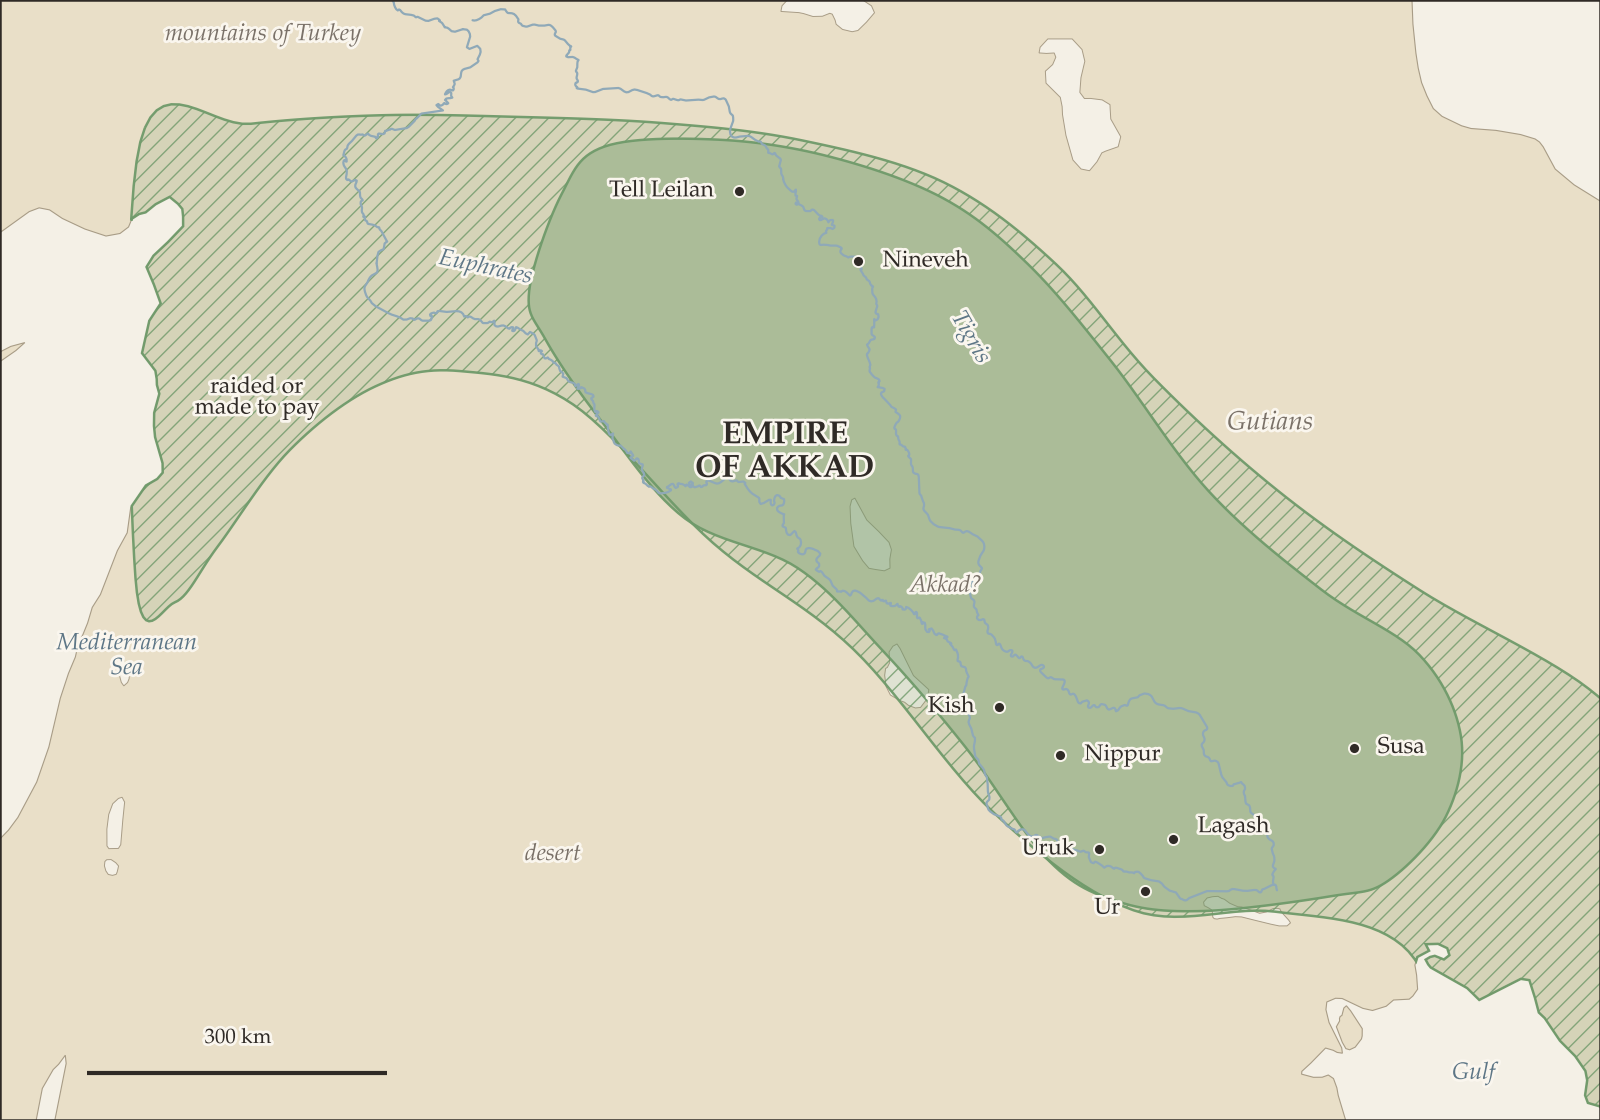 mountains of Turkey
Tell Leilan
Nineveh
Euphrates
Tigris
raided or
made to pay
Gutians
EMPIRE
OF AKKAD
Akkad?
Mediterranean
Sea
Kish
Nippur
Susa
Lagash
Uruk
desert
Ur
300 km
Gulf